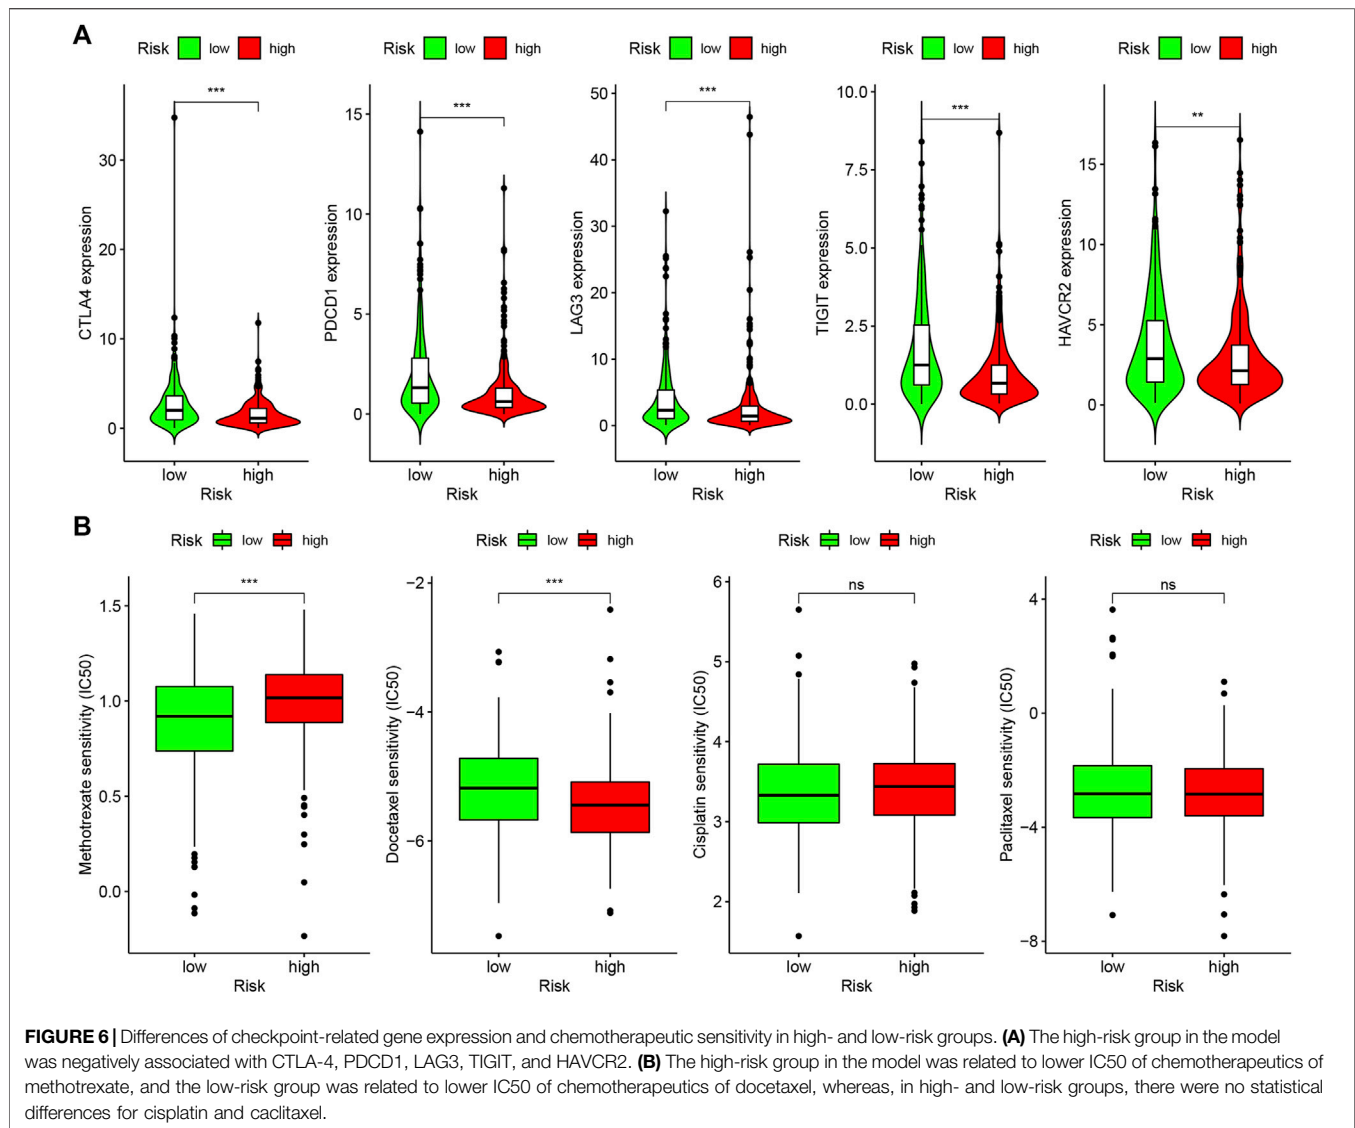 A
Risk low high
Risk low high
Risk low high
Risk low high
Risk low high
CTLA4 expression
30
20
10
0
***
low high
Risk
PDCD1 expression
15
10
5
0
***
low high
Risk
LAG3 expression
50
40
30
20
10
0
***
low high
Risk
TIGIT expression
10.0
7.5
5.0
2.5
0.0
***
low high
Risk
HAVCR2 expression
15
10
5
0
**
low high
Risk
B
Risk low high
Risk low high
Risk low high
Risk low high
Methotrexate sensitivity (IC50)
1.5
1.0
0.5
0.0
***
low high
Risk
Docetaxel sensitivity (IC50)
−2
−4
−6
***
low high
Risk
Cisplatin sensitivity (IC50)
6
5
4
3
2
ns
low high
Risk
Paclitaxel sensitivity (IC50)
4
0
−4
−8
ns
low high
Risk
FIGURE 6 | Differences of checkpoint-related gene expression and chemotherapeutic sensitivity in high- and low-risk groups. (A) The high-risk group in the model
was negatively associated with CTLA-4, PDCD1, LAG3, TIGIT, and HAVCR2. (B) The high-risk group in the model was related to lower IC50 of chemotherapeutics of
methotrexate, and the low-risk group was related to lower IC50 of chemotherapeutics of docetaxel, whereas, in high- and low-risk groups, there were no statistical
differences for cisplatin and caclitaxel.